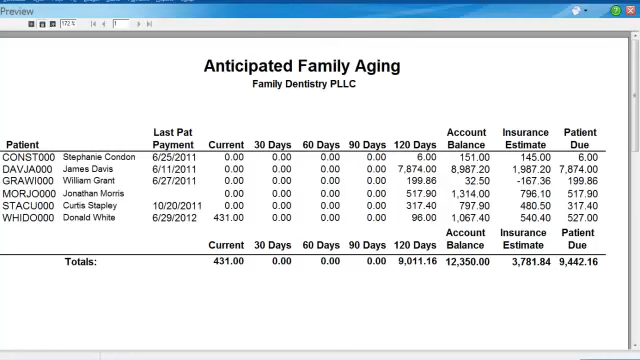 Preview
172 %
1
Anticipated Family Aging
Family Dentistry PLLC
Patient Last Pat Payment Current 30 Days 60 Days 90 Days 120 Days Account Balance Insurance Estimate Patient Due
CONST000 Stephanie Condon 6/25/2011 0.00 0.00 0.00 0.00 6.00 151.00 145.00 6.00
DAVJA000 James Davis 6/11/2011 0.00 0.00 0.00 0.00 7,874.00 8,987.20 1,987.20 7,874.00
GRAWI000 William Grant 6/27/2011 0.00 0.00 0.00 0.00 199.86 32.50 -167.36 199.86
MORJO000 Jonathan Morris 0.00 0.00 0.00 0.00 517.90 1,314.00 796.10 517.90
STACU000 Curtis Stapley 10/20/2011 0.00 0.00 0.00 0.00 317.40 797.90 480.50 317.40
WHIDO000 Donald White 6/29/2012 431.00 0.00 0.00 0.00 96.00 1,067.40 540.40 527.00
Current 30 Days 60 Days 90 Days 120 Days Account Balance Insurance Estimate Patient Due
Totals: 431.00 0.00 0.00 0.00 9,011.16 12,350.00 3,781.84 9,442.16